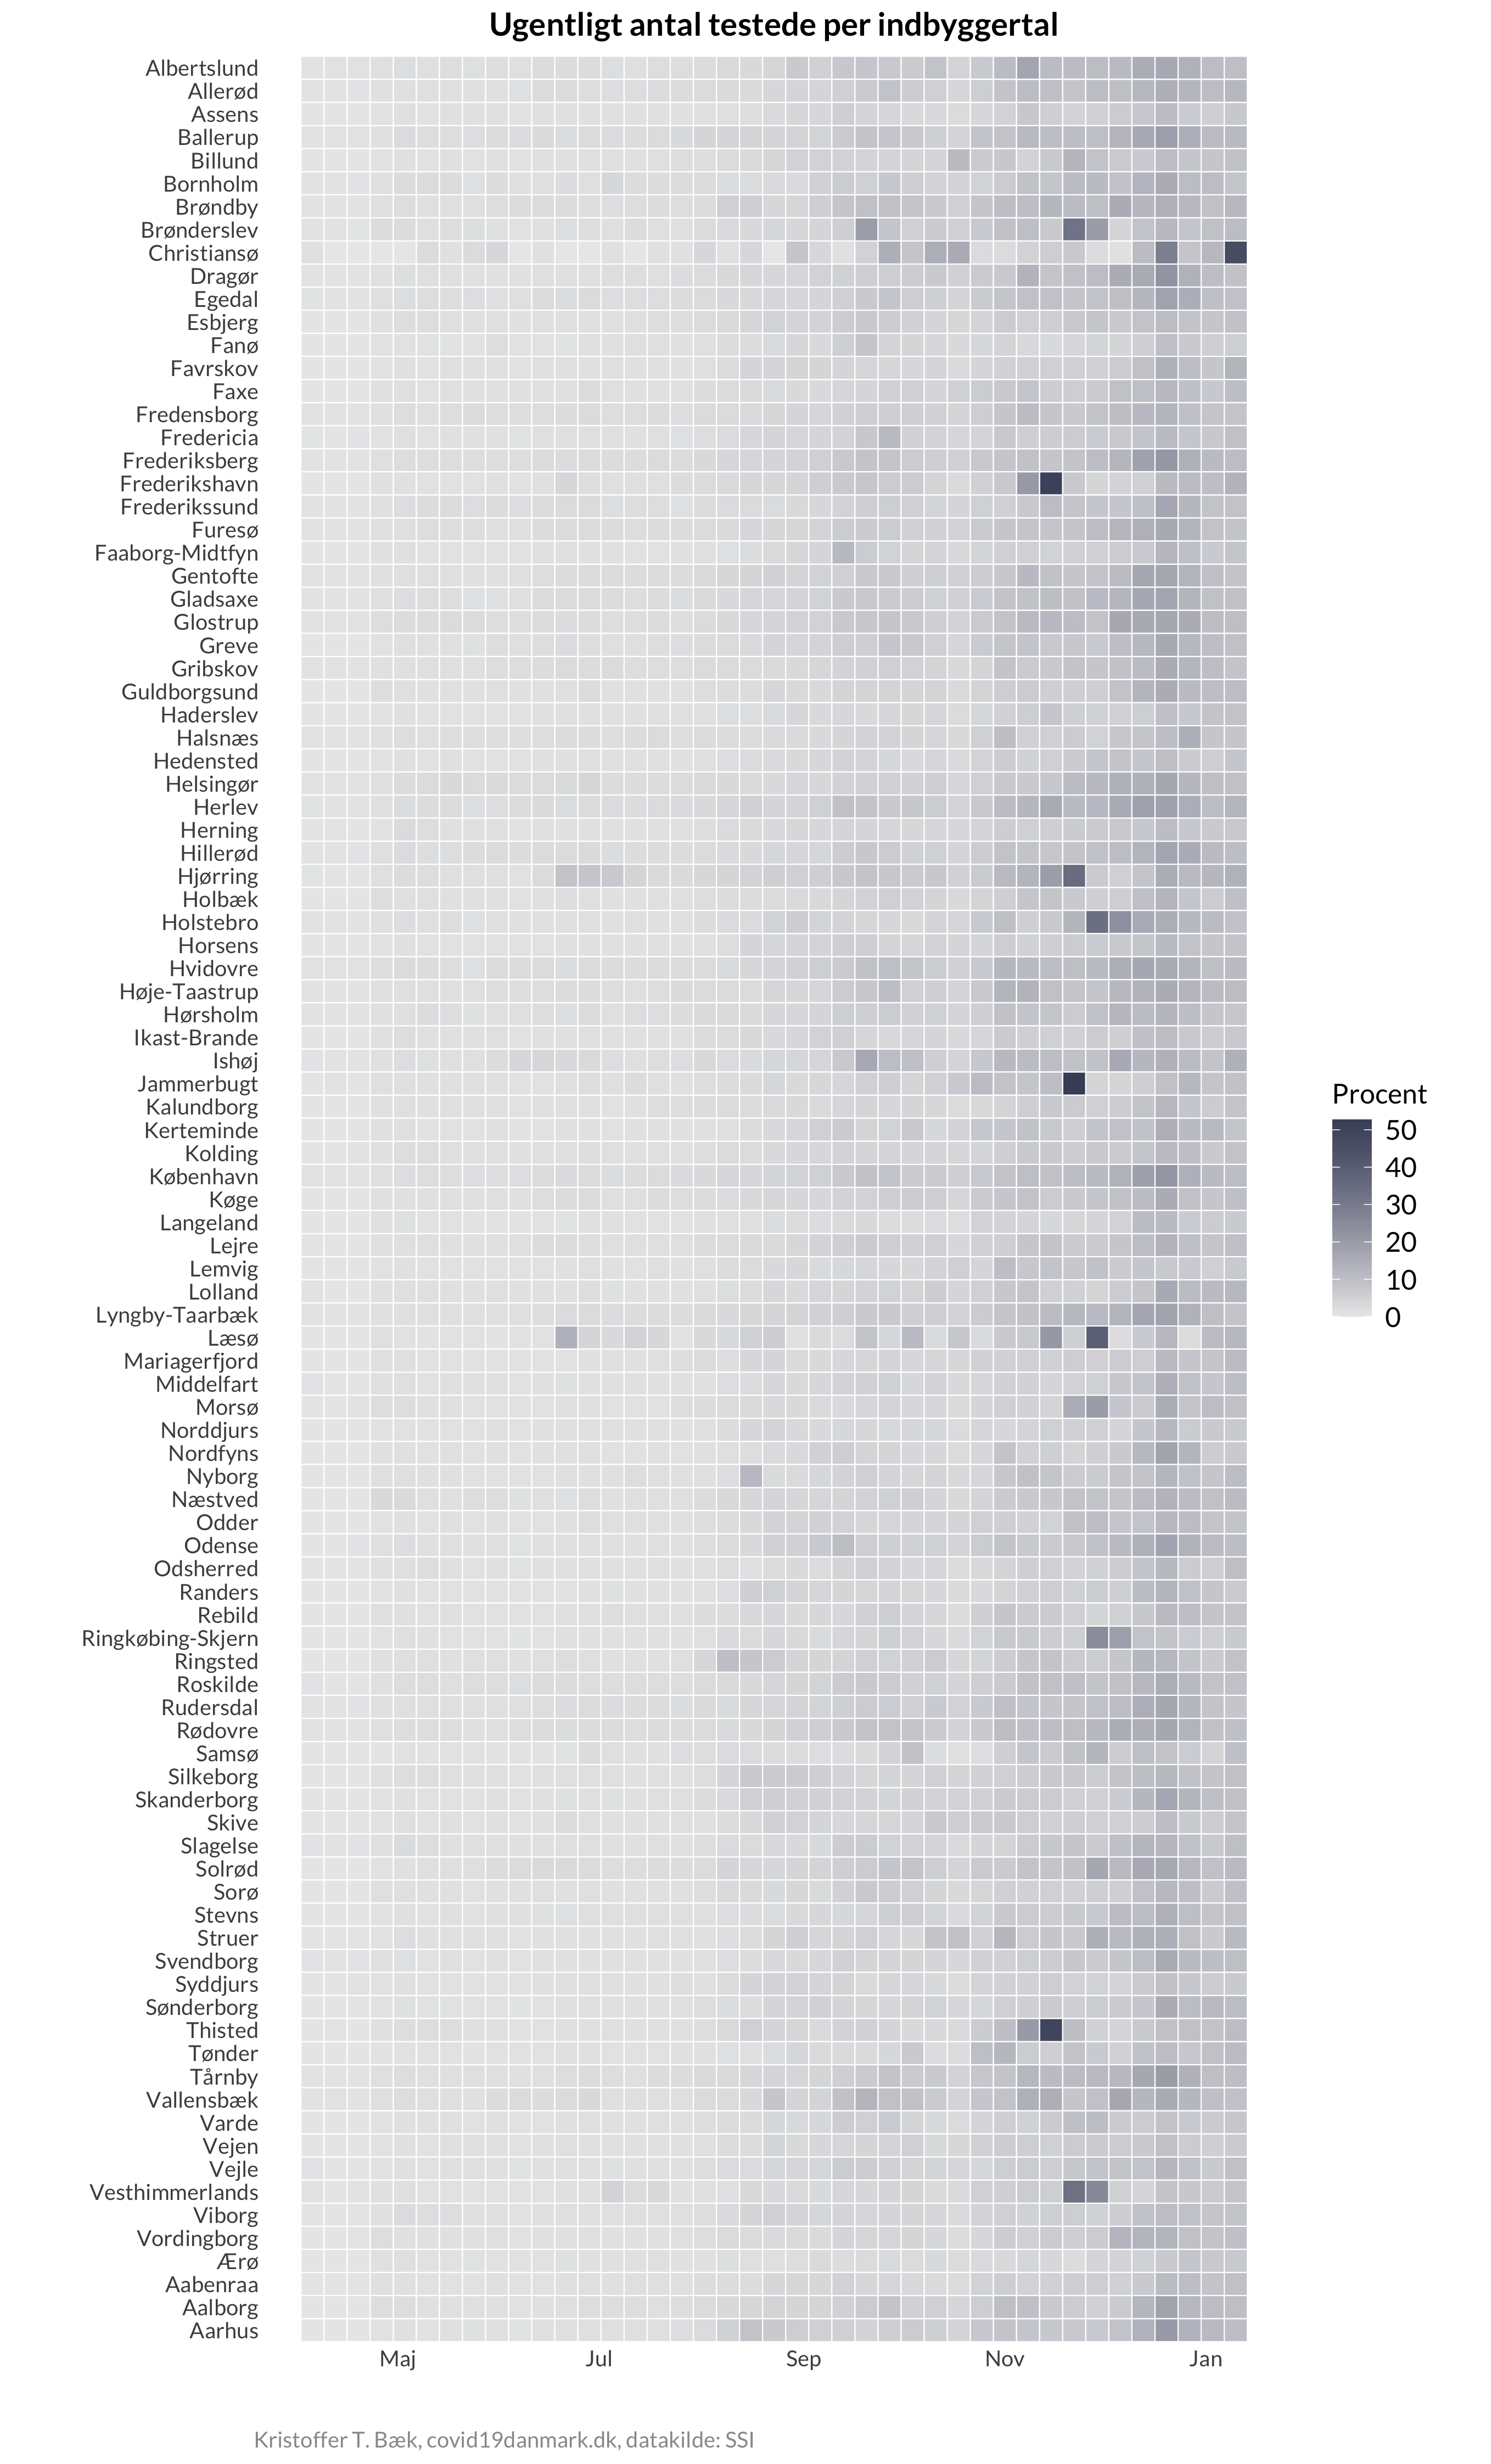 Ugentligt antal testede per indbyggertal
Albertslund
Allerød
Assens
Ballerup
Billund
Bornholm
Brøndby
Brønderslev
Christiansø
Dragør
Egedal
Esbjerg
Fanø
Favrskov
Faxe
Fredensborg
Fredericia
Frederiksberg
Frederikshavn
Frederikssund
Furesø
Faaborg-Midtfyn
Gentofte
Gladsaxe
Glostrup
Greve
Gribskov
Guldborgsund
Haderslev
Halsnæs
Hedensted
Helsingør
Herlev
Herning
Hillerød
Hjørring
Holbæk
Holstebro
Horsens
Hvidovre
Høje-Taastrup
Hørsholm
Ikast-Brande
Ishøj
Jammerbugt
Kalundborg
Kerteminde
Kolding
København
Køge
Langeland
Lejre
Lemvig
Lolland
Lyngby-Taarbæk
Læsø
Mariagerfjord
Middelfart
Morsø
Norddjurs
Nordfyns
Nyborg
Næstved
Odder
Odense
Odsherred
Randers
Rebild
Ringkøbing-Skjern
Ringsted
Roskilde
Rudersdal
Rødovre
Samsø
Silkeborg
Skanderborg
Skive
Slagelse
Solrød
Sorø
Stevns
Struer
Svendborg
Syddjurs
Sønderborg
Thisted
Tønder
Tårnby
Vallensbæk
Varde
Vejen
Vejle
Vesthimmerlands
Viborg
Vordingborg
Ærø
Aabenraa
Aalborg
Aarhus
Maj Jul Sep Nov Jan
Procent
50
40
30
20
10
0
Kristoffer T. Bæk, covid19danmark.dk, datakilde: SSI